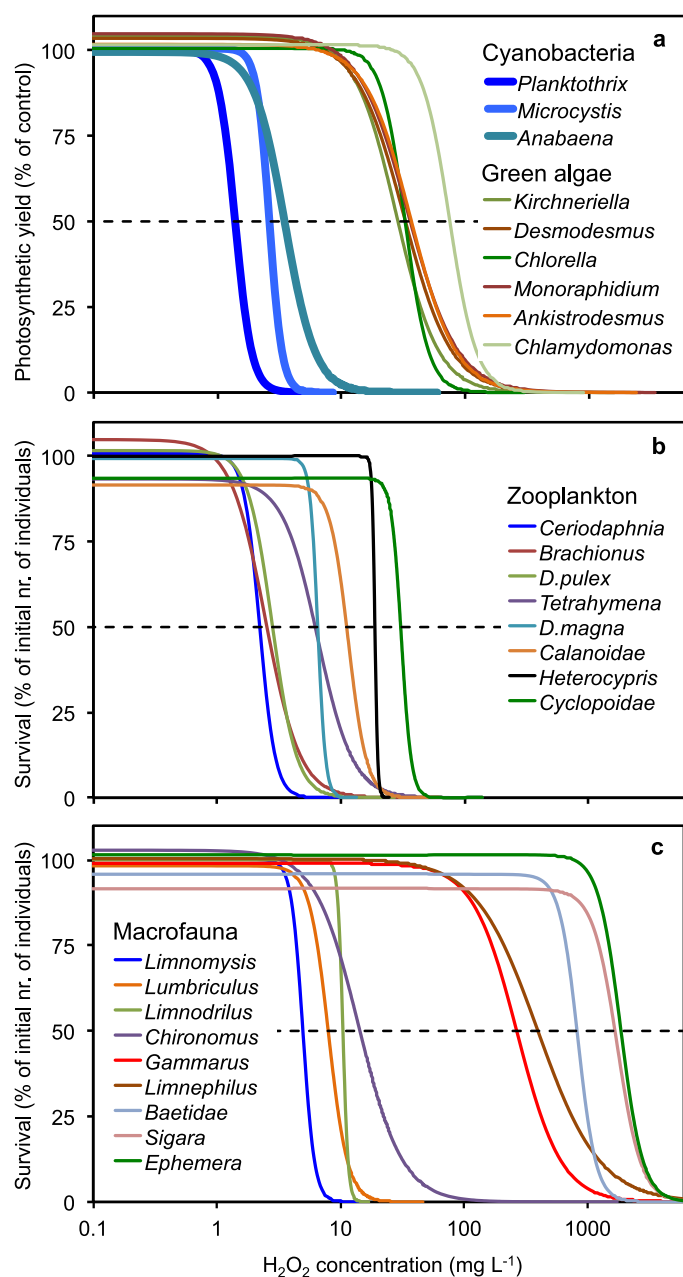 a
Photosynthetic yield (% of control)
100
75
50
25
0
Cyanobacteria
Planktothrix
Microcystis
Anabaena
Green algae
Kirchneriella
Desmodesmus
Chlorella
Monoraphidium
Ankistrodesmus
Chlamydomonas
b
Survival (% of initial nr. of individuals)
100
75
50
25
0
Zooplankton
Ceriodaphnia
Brachionus
D.pulex
Tetrahymena
D.magna
Calanoidae
Heterocypris
Cyclopoidae
c
Survival (% of initial nr. of individuals)
100
75
50
25
0
Macrofauna
Limnomysis
Lumbriculus
Limnodrilus
Chironomus
Gammarus
Limnephilus
Baetidae
Sigara
Ephemera
0.1 1 10 100 1000
H₂O₂ concentration (mg L⁻¹)